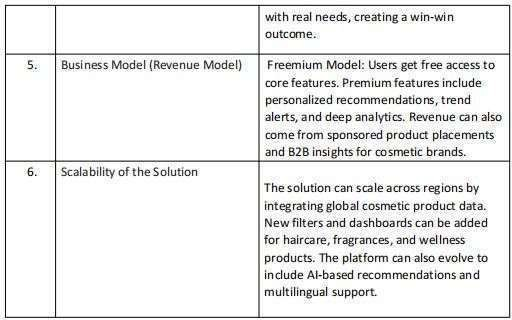 with real needs, creating a win-win
outcome.
5. Business Model (Revenue Model) Freemium Model: Users get free access to
core features. Premium features include
personalized recommendations, trend
alerts, and deep analytics. Revenue can also
come from sponsored product placements
and B2B insights for cosmetic brands.
6. Scalability of the Solution
The solution can scale across regions by
integrating global cosmetic product data.
New filters and dashboards can be added
for haircare, fragrances, and wellness
products. The platform can also evolve to
include AI-based recommendations and
multilingual support.